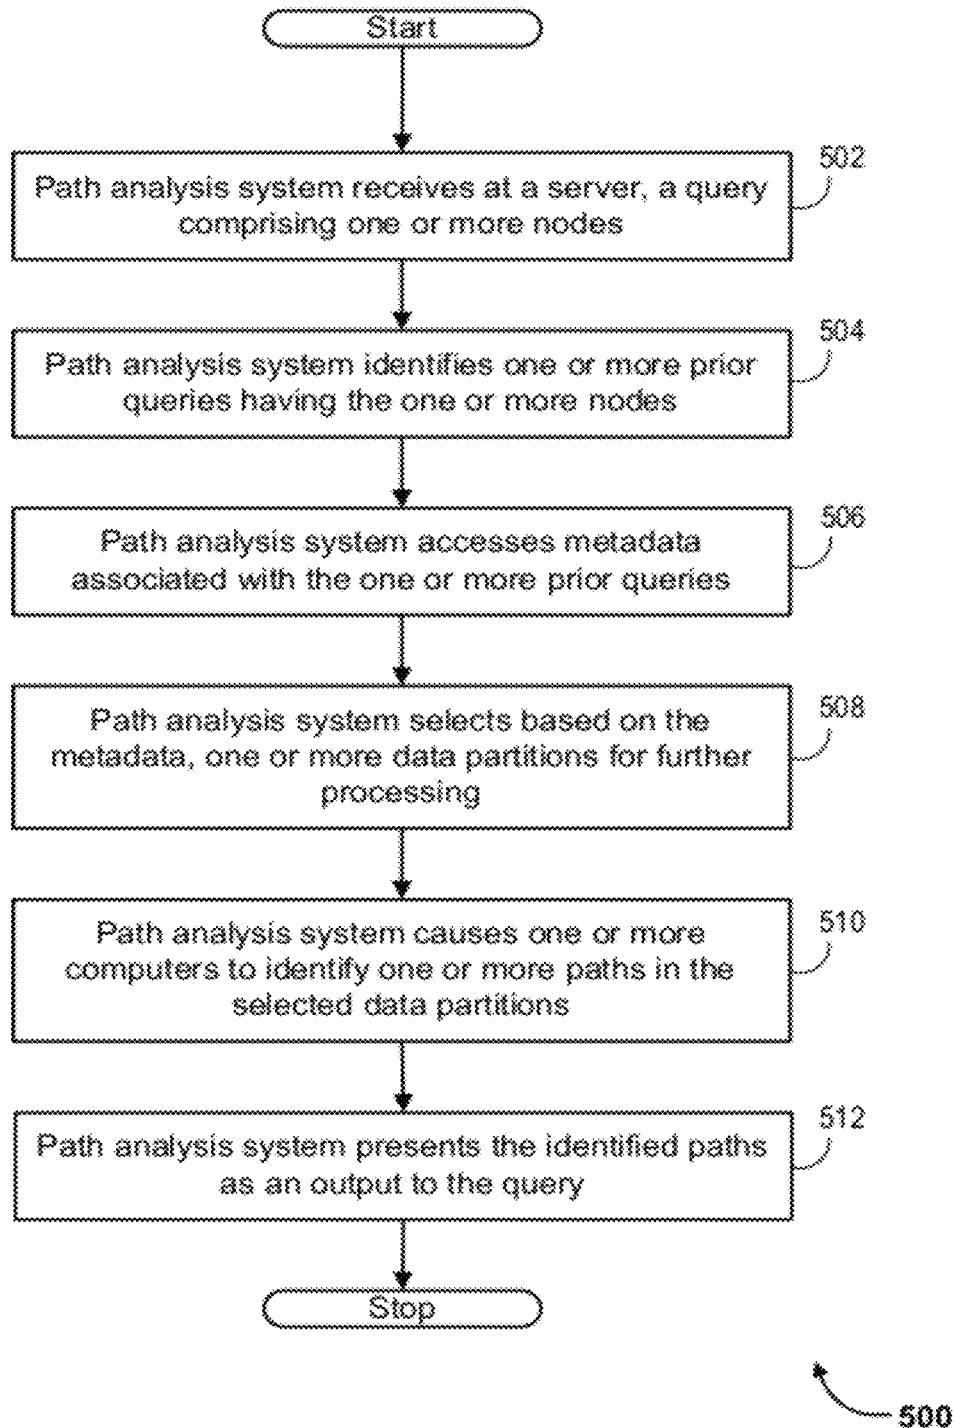 Start
502
Path analysis system receives at a server, a query
comprising one or more nodes
504
Path analysis system identifies one or more prior
queries having the one or more nodes
506
Path analysis system accesses metadata
associated with the one or more prior queries
508
Path analysis system selects based on the
metadata, one or more data partitions for further
processing
510
Path analysis system causes one or more
computers to identify one or more paths in the
selected data partitions
512
Path analysis system presents the identified paths
as an output to the query
Stop
500